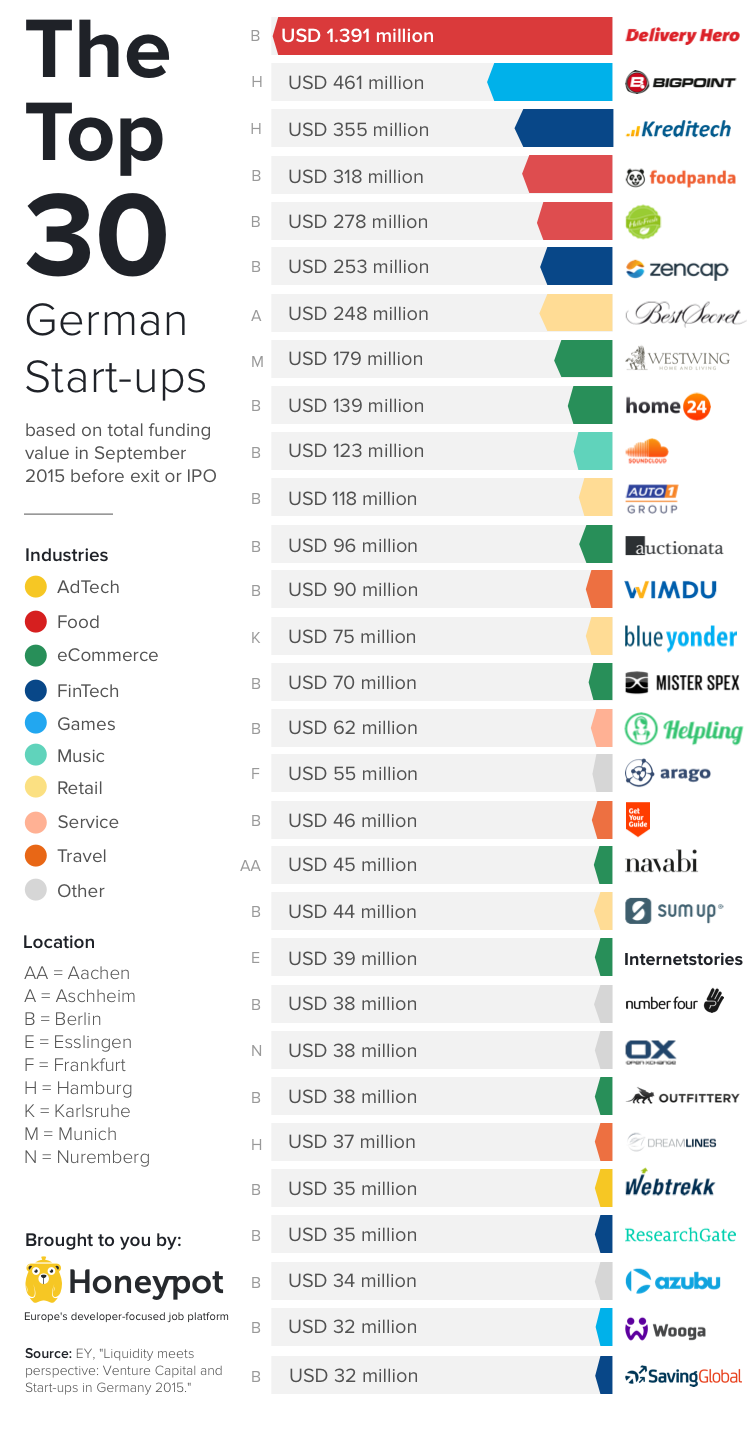 The
Top
30
German
Start-ups
based on total funding
value in September
2015 before exit or IPO
Industries
AdTech
Food
eCommerce
FinTech
Games
Music
Retail
Service
Travel
Other
Location
AA = Aachen
A = Aschheim
B = Berlin
E = Esslingen
F = Frankfurt
H = Hamburg
K = Karlsruhe
M = Munich
N = Nuremberg
Brought to you by:
Honeypot
Europe's developer-focused job platform
Source: EY, "Liquidity meets
perspective: Venture Capital and
Start-ups in Germany 2015."
B USD 1.391 million Delivery Hero
H USD 461 million B BIGPOINT
H USD 355 million Kreditech
B USD 318 million foodpanda
B USD 278 million HelloFresh
B USD 253 million zencap
A USD 248 million BestSecret
M USD 179 million WESTWING
HOME AND LIVING
B USD 139 million home24
B USD 123 million SOUNDCLOUD
B USD 118 million AUTO1
GROUP
B USD 96 million auctionata
B USD 90 million WIMDU
K USD 75 million blue yonder
B USD 70 million MISTER SPEX
B USD 62 million Helpling
F USD 55 million arago
B USD 46 million Get
Your
Guide
AA USD 45 million navabi
B USD 44 million sumup®
E USD 39 million Internetstories
B USD 38 million number four
N USD 38 million OX
OPEN XCHANGE
B USD 38 million OUTFITTERY
H USD 37 million DREAMLINES
B USD 35 million Webtrekk
B USD 35 million ResearchGate
B USD 34 million azubu
B USD 32 million Wooga
B USD 32 million SavingGlobal